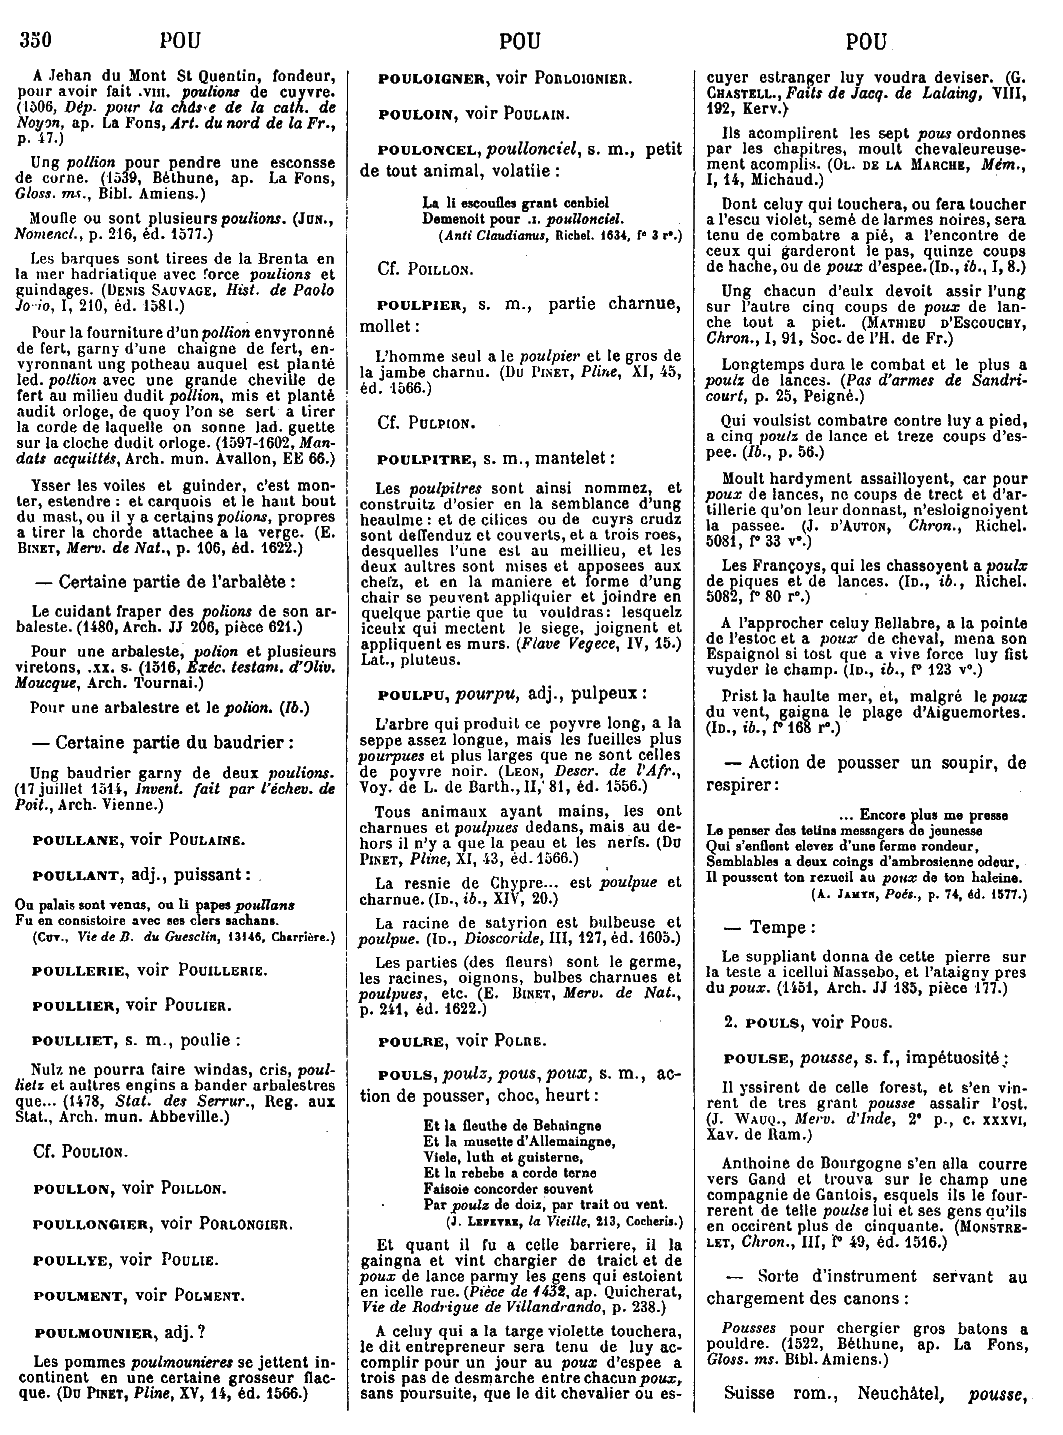 350 POU POU POU
A Jehan du Mont St Quentin, fondeur,
pour avoir fait .VIII. poulions de cuyvre.
(1506, Dép. pour la châsse de la cath. de
Noyon, ap. La Fons, Art. du nord de la Fr.,
p. 47.)
Ung pollion pour pendre une esconsse
de corne. (1539, Béthune, ap. La Fons,
Gloss. ms., Bibl. Amiens.)
Moufle ou sont plusieurs poulions. (JUN.,
Nomencl., p. 216, éd. 1577.)
Les barques sont tirees de la Brenta en
la mer hadriatique avec force poulions et
guindages. (DENIS SAUVAGE, Hist. de Paolo
Jovio, I, 210, éd. 1581.)
Pour la fourniture d'un pollion envyronné
de fert, garny d'une chaigne de fert, en-
vyronnant ung potheau auquel est planté
led. pollion avec une grande cheville de
fert au milieu dudit pollion, mis et planté
audit orloge, de quoy l'on se sert a tirer
la corde de laquelle on sonne lad. guette
sur la cloche dudit orloge. (1597-1602, Man-
dats acquittés, Arch. mun. Avallon, EE 66.)
Ysser les voiles et guinder, c'est mon-
ter, estendre : et carquois et le haut bout
du mast, ou il y a certains polions, propres
a tirer la chorde attachee a la verge. (E.
BINET, Merv. de Nat., p. 106, éd. 1622.)
— Certaine partie de l'arbalète :
Le cuidant fraper des polions de son ar-
baleste. (1480, Arch. JJ 206, pièce 621.)
Pour une arbaleste, polion et plusieurs
viretons, .XX. s. (1516, Exéc. testam. d'Oliv.
Moucque, Arch. Tournai.)
Pour une arbalestre et le polion. (Ib.)
— Certaine partie du baudrier :
Ung baudrier garny de deux poulions.
(17 juillet 1514, Invent. fait par l'échev. de
Poit., Arch. Vienne.)
POULLANE, voir POULAINE.
POULLANT, adj., puissant :
Ou palais sont venus, ou li papes poullans
Fu en consistoire avec ses clers sachans.
(CUV., Vie de B. du Guesclin, 13146, Charrière.)
POULLERIE, voir POUILLERIE.
POULLIER, voir POULIER.
POULLIET, s. m., poulie :
Nulz ne pourra faire windas, cris, poul-
lietz et aultres engins a bander arbalestres
que... (1478, Stat. des Serrur., Reg. aux
Stat., Arch. mun. Abbeville.)
Cf. POULION.
POULLON, voir POILLON.
POULLONGIER, voir PORLONGIER.
POULLYE, voir POULIE.
POULMENT, voir POLMENT.
POULMOUNIER, adj. ?
Les pommes poulmounieres se jettent in-
continent en une certaine grosseur flac-
que. (DU PINET, Pline, XV, 14, éd. 1566.)
POULOIGNER, voir PORLOIGNIER.
POULOIN, voir POULAIN.
POULONCEL, poullonciel, s. m., petit
de tout animal, volatile :
La li escoufles grant cenbiel
Demenoit pour .I. poullonciel.
(Anti Claudianus, Richel. 1634, f° 3 r°.)
Cf. POILLON.
POULPIER, s. m., partie charnue,
mollet :
L'homme seul a le poulpier et le gros de
la jambe charnu. (DU PINET, Pline, XI, 45,
éd. 1566.)
Cf. PULPION.
POULPITRE, s. m., mantelet :
Les poulpitres sont ainsi nommez, et
construitz d'osier en la semblance d'ung
heaulme : et de cilices ou de cuyrs crudz
sont deffenduz et couverts, et a trois roes,
desquelles l'une est au meillieu, et les
deux aultres sont mises et apposees aux
chefz, et en la maniere et forme d'ung
chair se peuvent appliquier et joindre en
quelque partie que tu vouldras: lesquelz
iceulx qui mectent le siege, joignent et
appliquent es murs. (Flave Vegece, IV, 15.)
Lat., pluteus.
POULPU, pourpu, adj., pulpeux :
L'arbre qui produit ce poyvre long, a la
seppe assez longue, mais les fueilles plus
pourpues et plus larges que ne sont celles
de poyvre noir. (LEON, Descr. de l'Afr.,
Voy. de L. de Barth., II, 81, éd. 1556.)
Tous animaux ayant mains, les ont
charnues et poulpues dedans, mais au de-
hors il n'y a que la peau et les nerfs. (DU
PINET, Pline, XI, 43, éd. 1566.)
La resnie de Chypre... est poulpue et
charnue. (ID., ib., XIV, 20.)
La racine de satyrion est bulbeuse et
poulpue. (ID., Dioscoride, III, 127, éd. 1605.)
Les parties (des fleurs) sont le germe,
les racines, oignons, bulbes charnues et
poulpues, etc. (E. BINET, Merv. de Nat.,
p. 241, éd. 1622.)
POULRE, voir POLRE.
POULS, poulz, pous, poux, s. m., ac-
tion de pousser, choc, heurt :
Et la fleuthe de Behaingne
Et la musette d'Allemaingne,
Viele, luth et guisterne,
Et la rebebe a corde terne
Faisoie concorder souvent
Par poulz de doiz, par trait ou vent.
(J. LEFEVRE, la Vieille, 213, Cocheris.)
Et quant il fu a celle barriere, il la
gaingna et vint chargier de traict et de
poux de lance parmy les gens qui estoient
en icelle rue. (Pièce de 1432, ap. Quicherat,
Vie de Rodrigue de Villandrando, p. 238.)
A celuy qui a la targe violette touchera,
le dit entrepreneur sera tenu de luy ac-
complir pour un jour au poux d'espee a
trois pas de desmarche entre chacun poux,
sans poursuite, que le dit chevalier ou es-
cuyer estranger luy voudra deviser. (G.
CHASTELL., Faits de Jacq. de Lalaing, VIII,
192, Kerv.)
Ils acomplirent les sept pous ordonnes
par les chapitres, moult chevaleureuse-
ment acomplis. (OL. DE LA MARCHE, Mém.,
I, 14, Michaud.)
Dont celuy qui touchera, ou fera toucher
a l'escu violet, semé de larmes noires, sera
tenu de combatre a pié, a l'encontre de
ceux qui garderont le pas, quinze coups
de hache, ou de poux d'espee. (ID., ib., I, 8.)
Ung chacun d'eulx devoit assir l'ung
sur l'autre cinq coups de poux de lan-
che tout a piet. (MATHIEU D'ESCOUCHY,
Chron., I, 91, Soc. de l'H. de Fr.)
Longtemps dura le combat et le plus a
poulz de lances. (Pas d'armes de Sandri-
court, p. 25, Peigné.)
Qui voulsist combatre contre luy a pied,
a cinq poulz de lance et treze coups d'es-
pee. (Ib., p. 56.)
Moult hardyment assailloyent, car pour
poux de lances, ne coups de trect et d'ar-
tillerie qu'on leur donnast, n'esloignoiyent
la passee. (J. D'AUTON, Chron., Richel.
5081, f° 33 v°.)
Les Françoys, qui les chassoyent a poulx
de piques et de lances. (ID., ib., Richel.
5082, f° 80 r°.)
A l'approcher celuy Bellabre, a la pointe
de l'estoc et a poux de cheval, mena son
Espaignol si tost que a vive force luy fist
vuyder le champ. (ID., ib., f° 123 v°.)
Prist la haulte mer, et, malgré le poux
du vent, gaigna le plage d'Aiguemortes.
(ID., ib., f° 168 r°.)
— Action de pousser un soupir, de
respirer :
... Encore plus me presse
Le penser des tetins messagers de jeunesse
Qui s'enflent elevez d'une ferme rondeur,
Semblables a deux coings d'ambrosienne odeur,
Il poussent ton rezueil au poux de ton haleine.
(A. JAMYN, Poés., p. 74, éd. 1577.)
— Tempe :
Le suppliant donna de cette pierre sur
la teste a icellui Massebo, et l'ataigny pres
du poux. (1451, Arch. JJ 185, pièce 177.)
2. POULS, voir POUS.
POULSE, pousse, s. f., impétuosité :
Il yssirent de celle forest, et s'en vin-
rent de tres grant pousse assalir l'ost.
(J. WAUQ., Merv. d'Inde, 2° p., c. XXXVI,
Xav. de Ram.)
Anthoine de Bourgogne s'en alla courre
vers Gand et trouva sur le champ une
compagnie de Gantois, esquels ils le four-
rerent de telle poulse lui et ses gens qu'ils
en occirent plus de cinquante. (MONSTRE-
LET, Chron., III, f° 49, éd. 1516.)
— Sorte d'instrument servant au
chargement des canons :
Pousses pour chergier gros batons a
pouldre. (1522, Béthune, ap. La Fons,
Gloss. ms. Bibl. Amiens.)
Suisse rom., Neuchâtel, pousse,